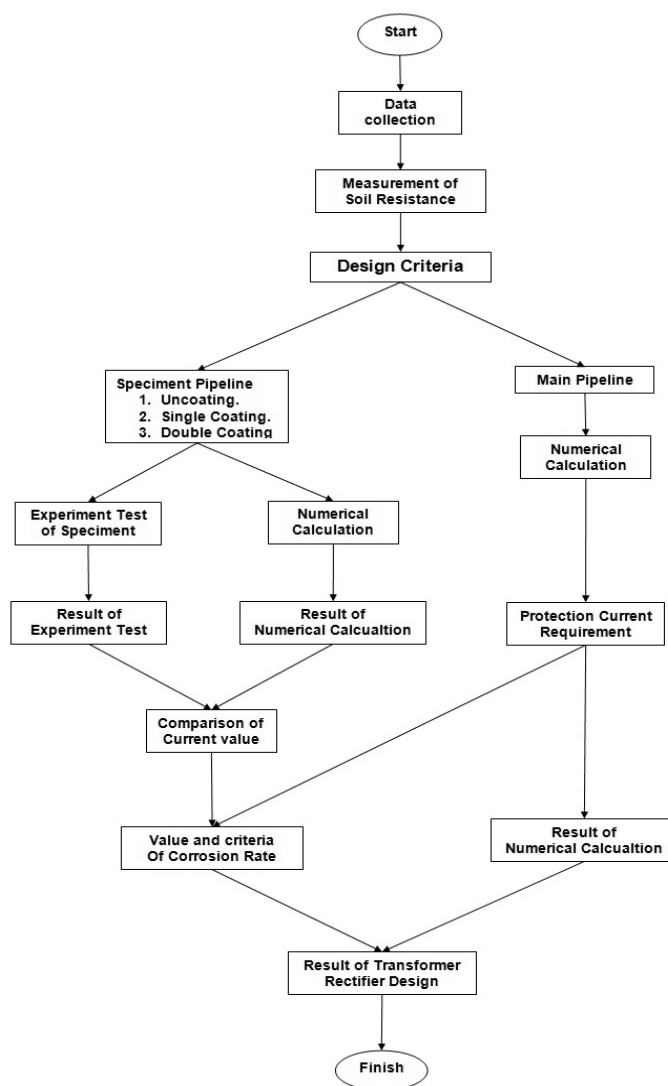 Start
Data
collection
Measurement of
Soil Resistance
Design Criteria
Speciment Pipeline
1. Uncoating.
2. Single Coating.
3. Double Coating
Main Pipeline
Numerical
Calculation
Experiment Test
of Speciment
Numerical
Calculation
Result of
Experiment Test
Result of
Numerical Calcualtion
Protection Current
Requirement
Comparison of
Current value
Value and criteria
Of Corrosion Rate
Result of
Numerical Calcualtion
Result of Transformer
Rectifier Design
Finish